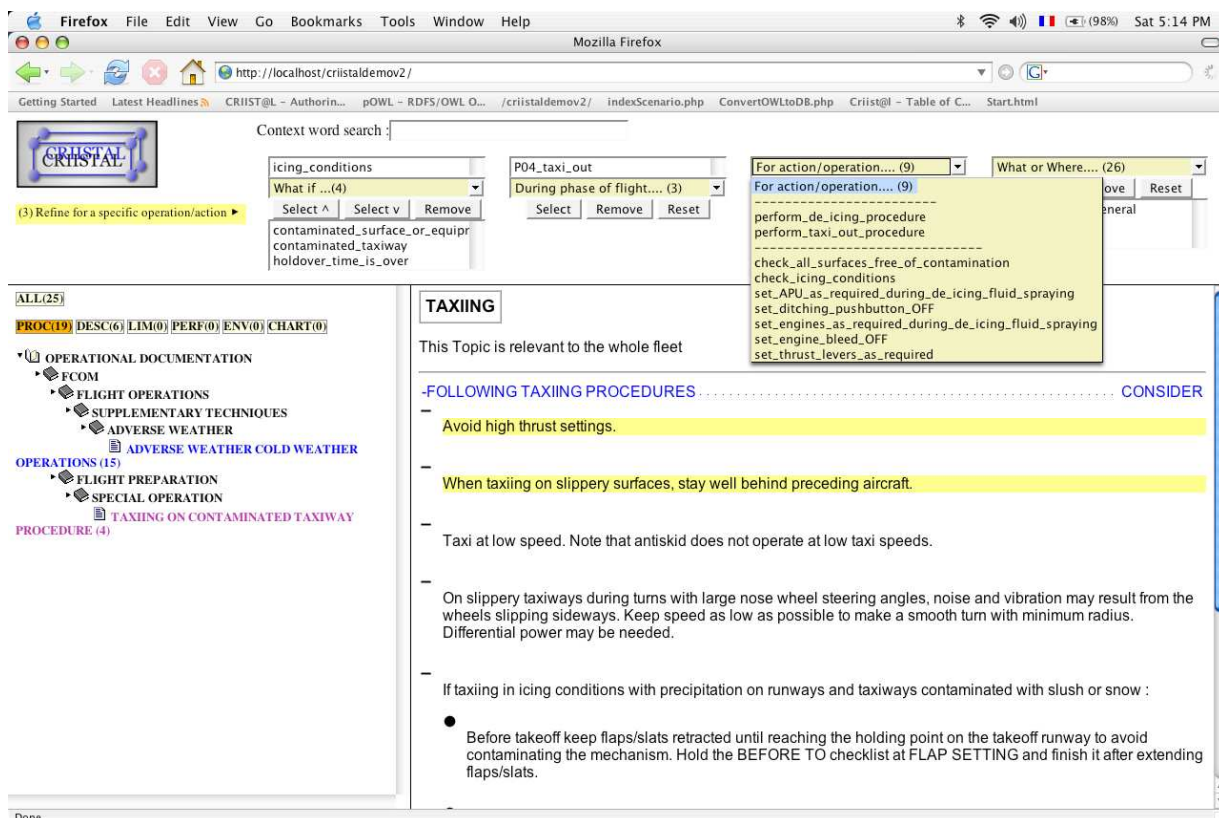 Firefox File Edit View Go Bookmarks Tools Window Help (98%) Sat 5:14 PM
Mozilla Firefox
http://localhost/criistaldemov2/
Getting Started Latest Headlines CRIIST@L - Authorin... pOWL - RDFS/OWL O... /criistaldemov2/ indexScenario.php ConvertOWLtoDB.php Criist@l - Table of C... Start.html
CRIISTAL
Context word search :
icing_conditions P04_taxi_out For action/operation.... (9) What or Where.... (26)
What if ...(4) During phase of flight.... (3)
(3) Refine for a specific operation/action ►
Select ^ Select v Remove Select Remove Reset Reset
contaminated_surface_or_equipr
contaminated_taxiway
holdover_time_is_over
For action/operation.... (9)
------------------------
perform_de_icing_procedure
perform_taxi_out_procedure
------------------------------
check_all_surfaces_free_of_contamination
check_icing_conditions
set_APU_as_required_during_de_icing_fluid_spraying
set_ditching_pushbutton_OFF
set_engines_as_required_during_de_icing_fluid_spraying
set_engine_bleed_OFF
set_thrust_levers_as_required
ALL(25)
PROC(19) DESC(6) LIM(0) PERF(0) ENV(0) CHART(0)
OPERATIONAL DOCUMENTATION
FCOM
FLIGHT OPERATIONS
SUPPLEMENTARY TECHNIQUES
ADVERSE WEATHER
ADVERSE WEATHER COLD WEATHER
OPERATIONS (15)
FLIGHT PREPARATION
SPECIAL OPERATION
TAXIING ON CONTAMINATED TAXIWAY
PROCEDURE (4)
TAXIING
This Topic is relevant to the whole fleet
-FOLLOWING TAXIING PROCEDURES . . . . . . . . . . . . . . . . . . . . CONSIDER
– Avoid high thrust settings.
– When taxiing on slippery surfaces, stay well behind preceding aircraft.
– Taxi at low speed. Note that antiskid does not operate at low taxi speeds.
– On slippery taxiways during turns with large nose wheel steering angles, noise and vibration may result from the
wheels slipping sideways. Keep speed as low as possible to make a smooth turn with minimum radius.
Differential power may be needed.
– If taxiing in icing conditions with precipitation on runways and taxiways contaminated with slush or snow :
● Before takeoff keep flaps/slats retracted until reaching the holding point on the takeoff runway to avoid
contaminating the mechanism. Hold the BEFORE TO checklist at FLAP SETTING and finish it after extending
flaps/slats.
Done